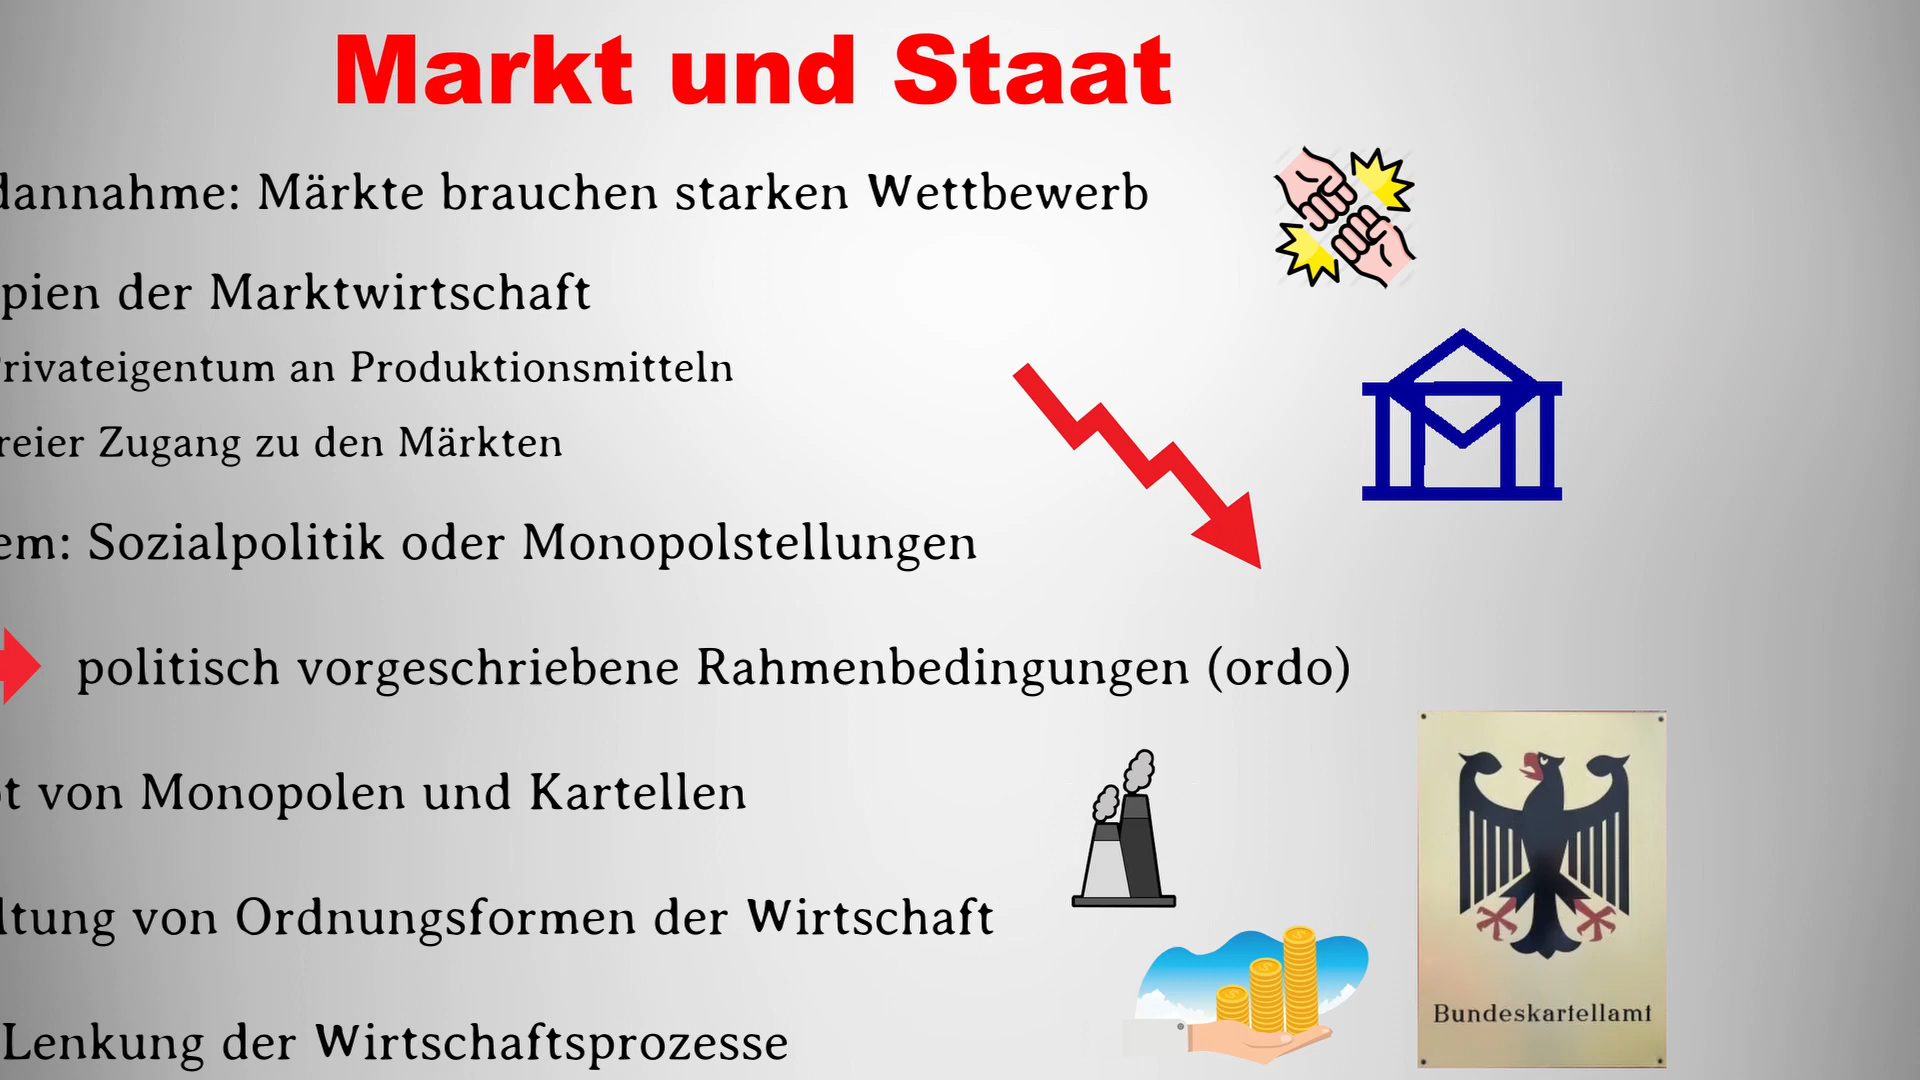 Markt und Staat
dannahme: Märkte brauchen starken Wettbewerb
pien der Marktwirtschaft
Privateigentum an Produktionsmitteln
reier Zugang zu den Märkten
em: Sozialpolitik oder Monopolstellungen
politisch vorgeschriebene Rahmenbedingungen (ordo)
ot von Monopolen und Kartellen
ltung von Ordnungsformen der Wirtschaft
Lenkung der Wirtschaftsprozesse
Bundeskartellamt